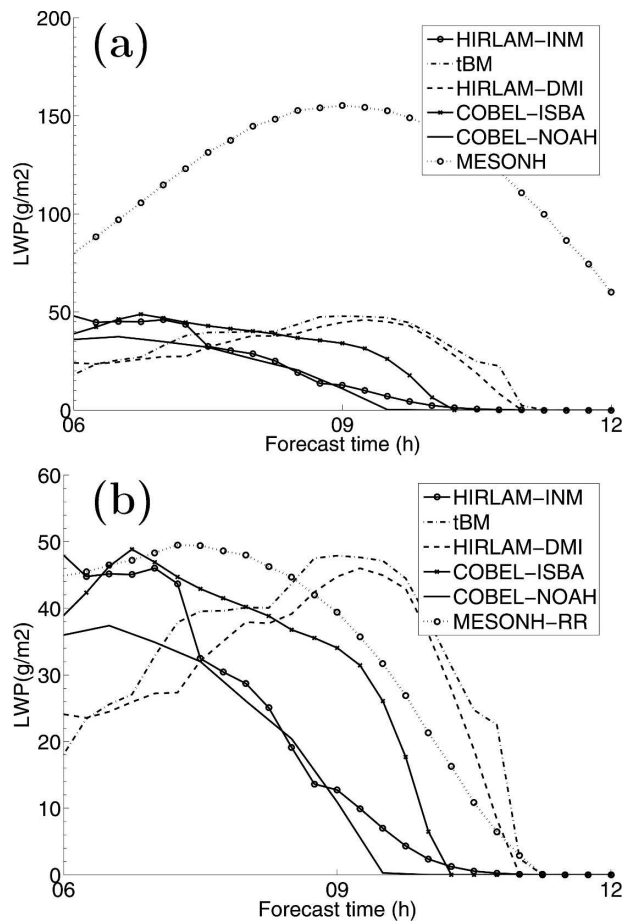 (a)
HIRLAM-INM
tBM
HIRLAM-DMI
COBEL-ISBA
COBEL-NOAH
MESONH
200
150
100
50
0
LWP(g/m2)
06
09
12
Forecast time (h)
(b)
HIRLAM-INM
tBM
HIRLAM-DMI
COBEL-ISBA
COBEL-NOAH
MESONH-RR
60
50
40
30
20
10
0
LWP(g/m2)
06
09
12
Forecast time (h)